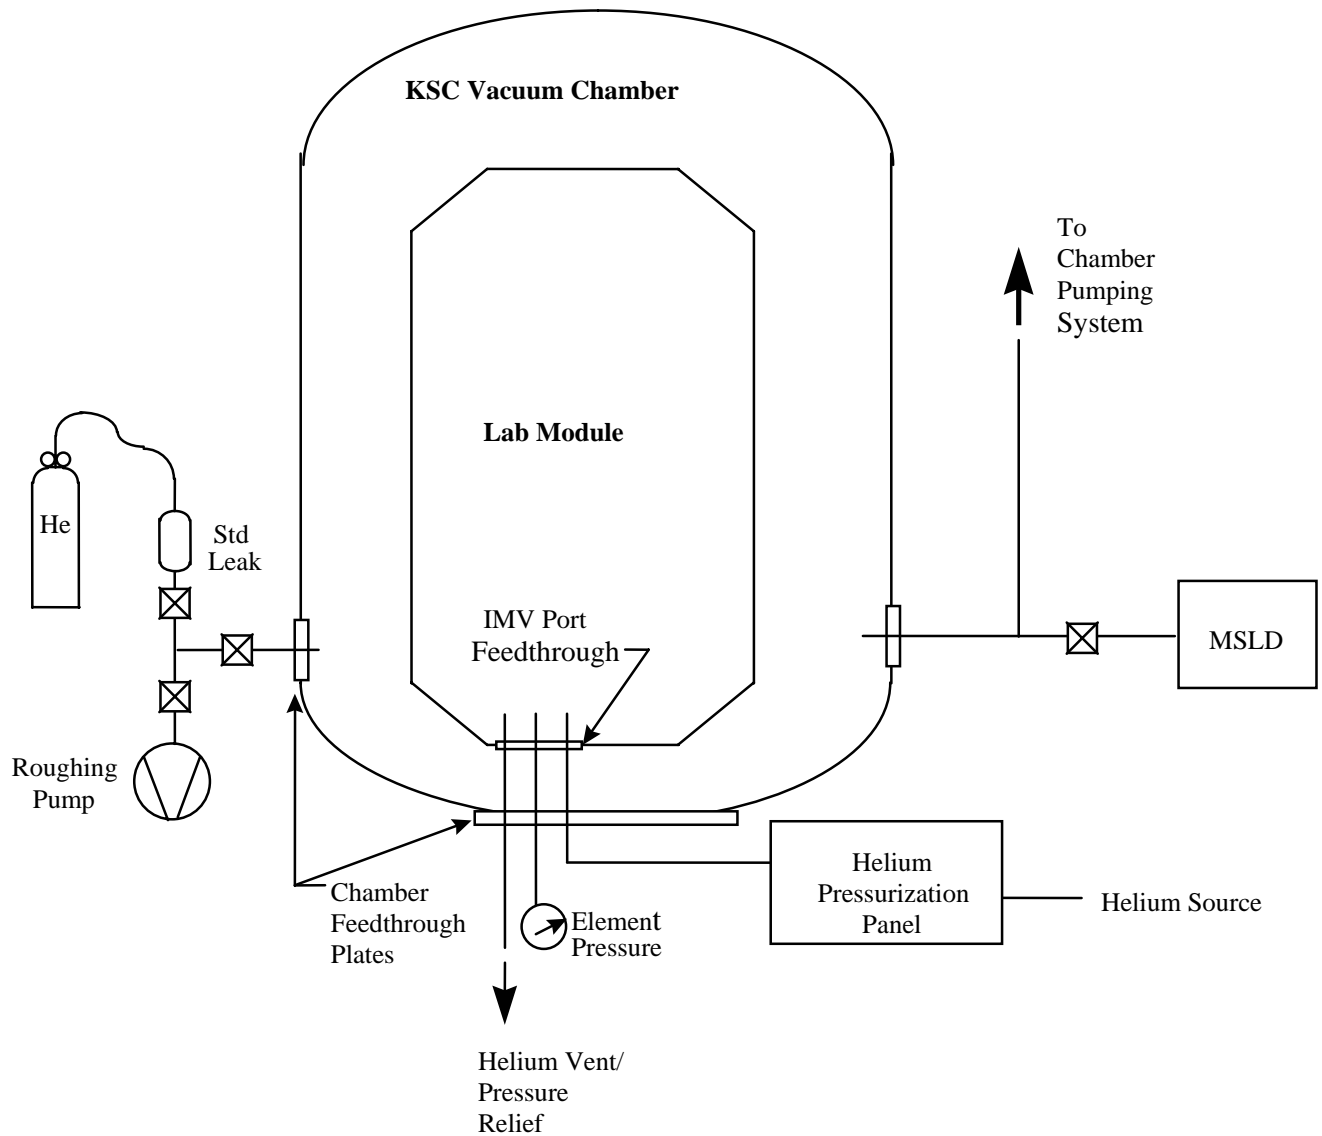 KSC Vacuum Chamber
To
Chamber
Pumping
System
Lab Module
He
Std
Leak
IMV Port
Feedthrough
MSLD
Roughing
Pump
Chamber
Feedthrough
Plates
Element
Pressure
Helium
Pressurization
Panel
Helium Source
Helium Vent/
Pressure
Relief